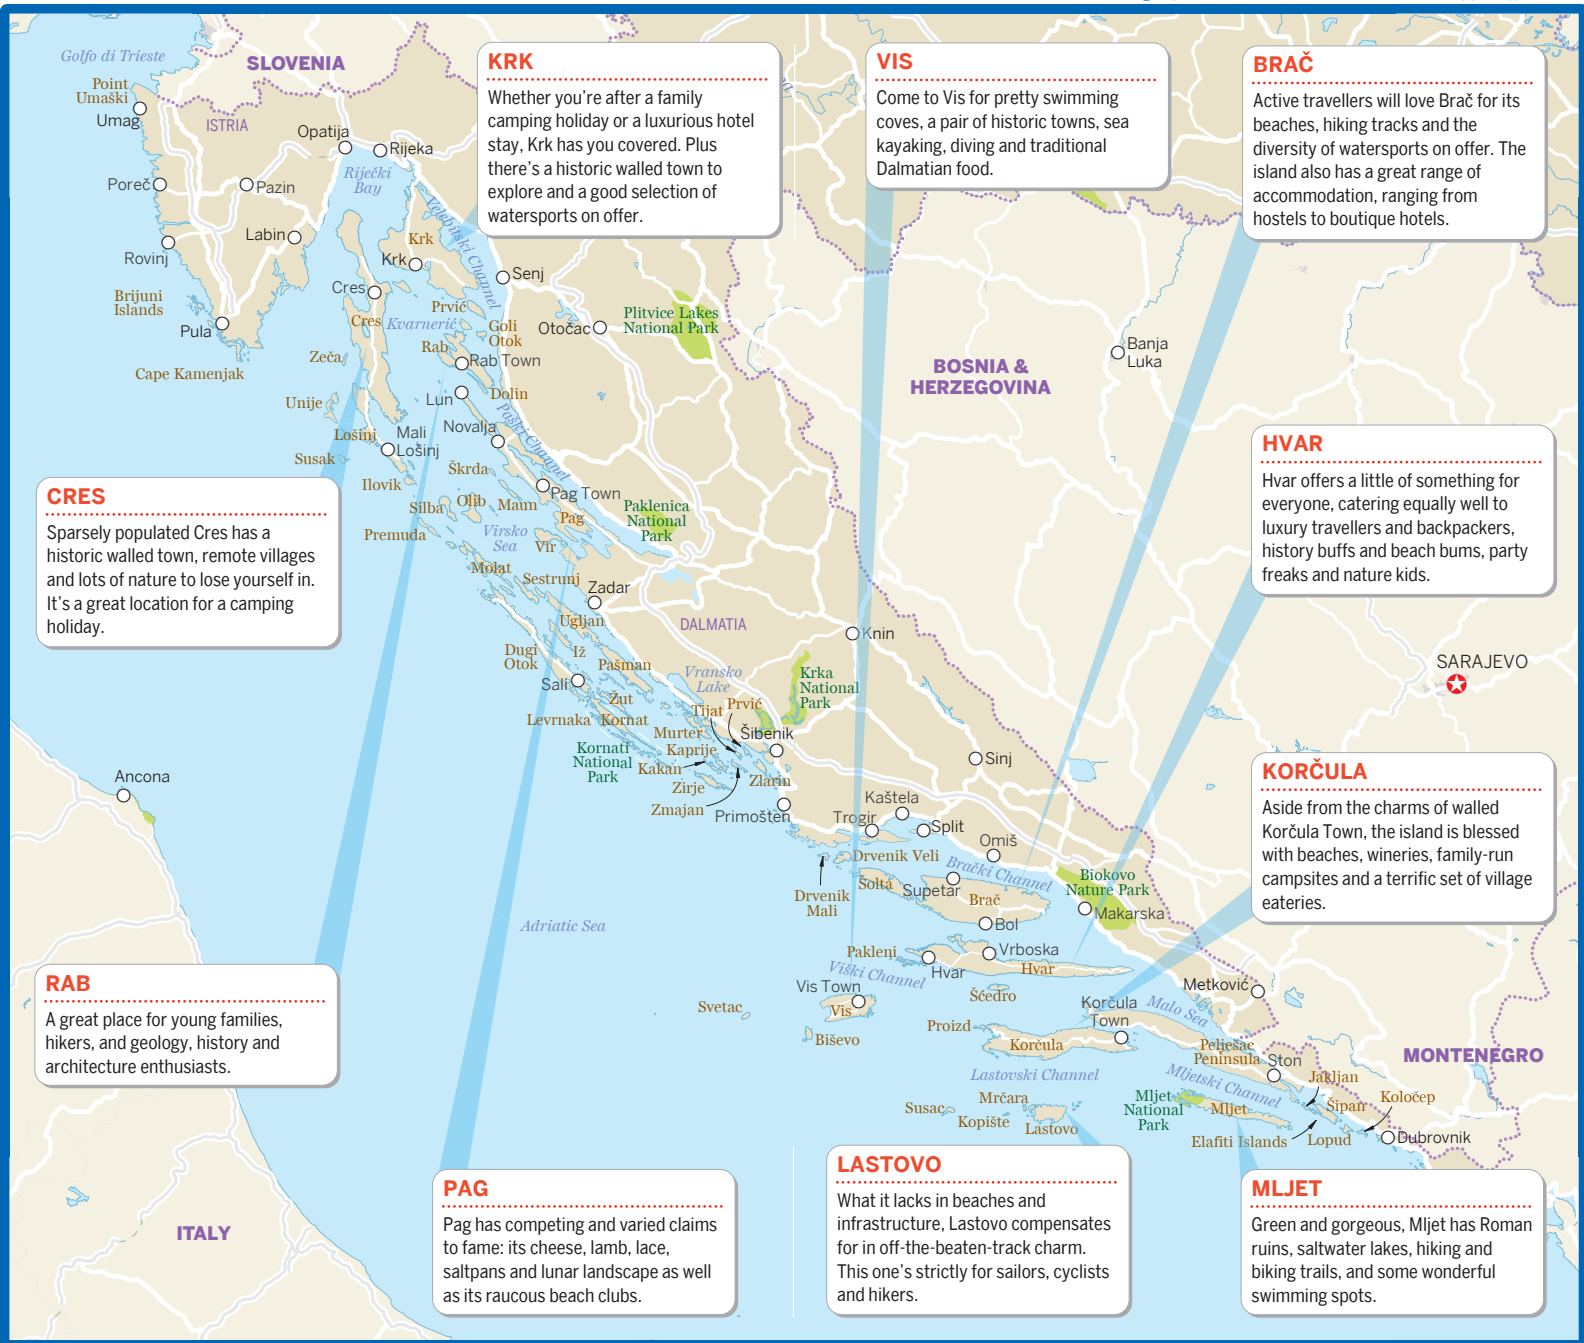 KRK
Whether you're after a family
camping holiday or a luxurious hotel
stay, Krk has you covered. Plus
there's a historic walled town to
explore and a good selection of
watersports on offer.
VIS
Come to Vis for pretty swimming
coves, a pair of historic towns, sea
kayaking, diving and traditional
Dalmatian food.
BRAČ
Active travellers will love Brač for its
beaches, hiking tracks and the
diversity of watersports on offer. The
island also has a great range of
accommodation, ranging from
hostels to boutique hotels.
HVAR
Hvar offers a little of something for
everyone, catering equally well to
luxury travellers and backpackers,
history buffs and beach bums, party
freaks and nature kids.
CRES
Sparsely populated Cres has a
historic walled town, remote villages
and lots of nature to lose yourself in.
It's a great location for a camping
holiday.
KORČULA
Aside from the charms of walled
Korčula Town, the island is blessed
with beaches, wineries, family-run
campsites and a terrific set of village
eateries.
RAB
A great place for young families,
hikers, and geology, history and
architecture enthusiasts.
PAG
Pag has competing and varied claims
to fame: its cheese, lamb, lace,
saltpans and lunar landscape as well
as its raucous beach clubs.
LASTOVO
What it lacks in beaches and
infrastructure, Lastovo compensates
for in off-the-beaten-track charm.
This one's strictly for sailors, cyclists
and hikers.
MLJET
Green and gorgeous, Mljet has Roman
ruins, saltwater lakes, hiking and
biking trails, and some wonderful
swimming spots.
Golfo di Trieste
SLOVENIA
Point
Umaški
Umag
ISTRIA
Opatija
Rijeka
Riječki
Bay
Poreč
Pazin
Labin
Rovinj
Velebitski Channel
Krk
Krk
Senj
Cres
Brijuni
Islands
Pula
Cres
Kvarnerić
Prvić
Goli
Otok
Otočac
Plitvice Lakes
National Park
Rab
Rab Town
Zeča
Cape Kamenjak
Banja
Luka
BOSNIA &
HERZEGOVINA
Unije
Lun
Dolin
Lošinj
Mali
Lošinj
Novalja
Paški Channel
Susak
Ilovik
Škrda
Pag Town
Silba
Olib
Maun
Pag
Paklenica
National
Park
Premuda
Virsko
Sea
Vir
Molat
Sestrunj
Zadar
Ugljan
DALMATIA
Knin
Dugi
Otok
Iž
Pašman
Sali
Vransko
Lake
Krka
National
Park
SARAJEVO
Žut
Levrnaka
Kornat
Tijat
Prvić
Murter
Šibenik
Kornati
National
Park
Kaprije
Kakan
Zlarin
Zirje
Zmajan
Primošten
Sinj
Ancona
Kaštela
Trogir
Split
Omiš
Drvenik Veli
Brački Channel
Biokovo
Nature Park
Šolta
Supetar
Brač
Drvenik
Mali
Makarska
Bol
Adriatic Sea
Pakleni
Vrboska
Hvar
Hvar
Viški Channel
Šćedro
Metković
Vis Town
Vis
Svetac
Biševo
Korčula
Town
Malo Sea
Proizd
Korčula
Pelješac
Peninsula
Ston
MONTENEGRO
Lastovski Channel
Mljetski Channel
Jakljan
Mrčara
Mljet
National
Park
Mljet
Šipan
Koločep
Susac
Kopište
Lastovo
Elafiti Islands
Lopud
Dubrovnik
ITALY